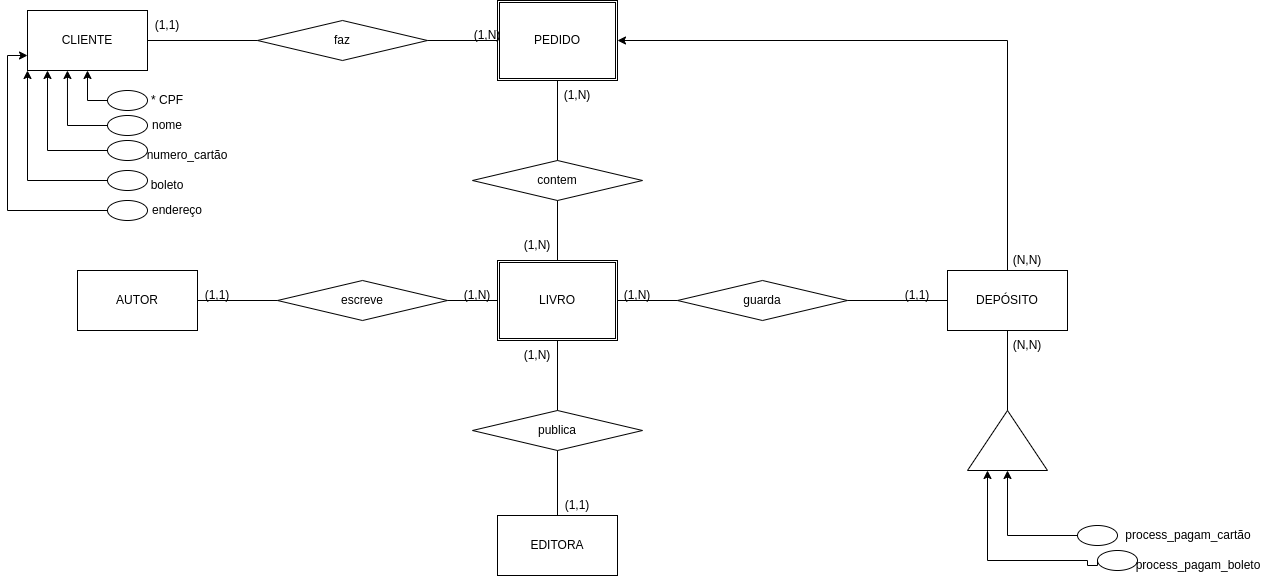 CLIENTE
(1,1)
faz
(1,N)
PEDIDO
* CPF
nome
numero_cartão
boleto
endereço
(1,N)
contem
(1,N)
(N,N)
AUTOR
(1,1)
escreve
(1,N)
LIVRO
(1,N)
guarda
(1,1)
DEPÓSITO
(1,N)
(N,N)
publica
(1,1)
EDITORA
process_pagam_cartão
process_pagam_boleto